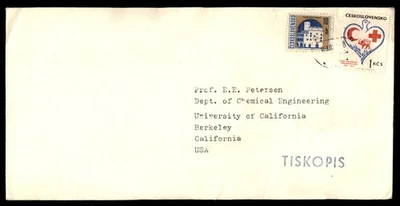 ČESKOSLOVENSKO
1 Kčs
Prof. E.E. Petersen
Dept. of Chemical Engineering
University of California
Berkeley
California
USA
TISKOPIS